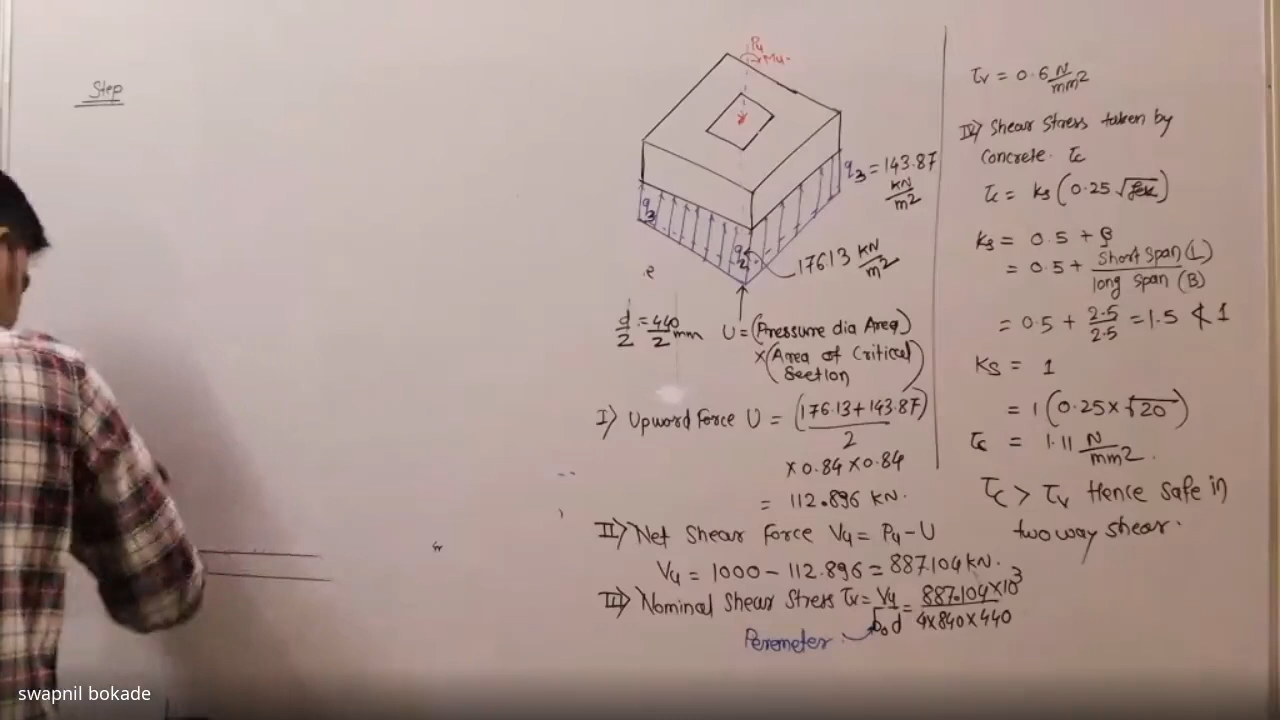 Step
Pu
Mu
q3 = 143.87
kN
m2
q3
q2
176.13 kN
m2
e
d/2 = 440/2 mm
U = (Pressure dia Area)
×(Area of Critical
Section)
I) Upword Force U = (176.13+143.87)
2
× 0.84 × 0.84
= 112.896 kN.
II) Net Shear Force Vu = Pu - U
Vu = 1000 - 112.896 = 887.104 kN.
III) Nominal Shear Stress τv = Vu/bod = 887.104×10³/4×840×440
Peremeter
τv = 0.6 N/mm2
IV) Shear Stress taken by
Concrete. τc
τc = ks (0.25 √fck)
ks = 0.5 + β
= 0.5 + Short Span (L)
long Span (B)
= 0.5 + 2.5/2.5 = 1.5 ≮ 1
Ks = 1
= 1 (0.25 × √20)
τc = 1.11 N/mm2.
τc > τv Hence Safe in
two way shear.
swapnil bokade